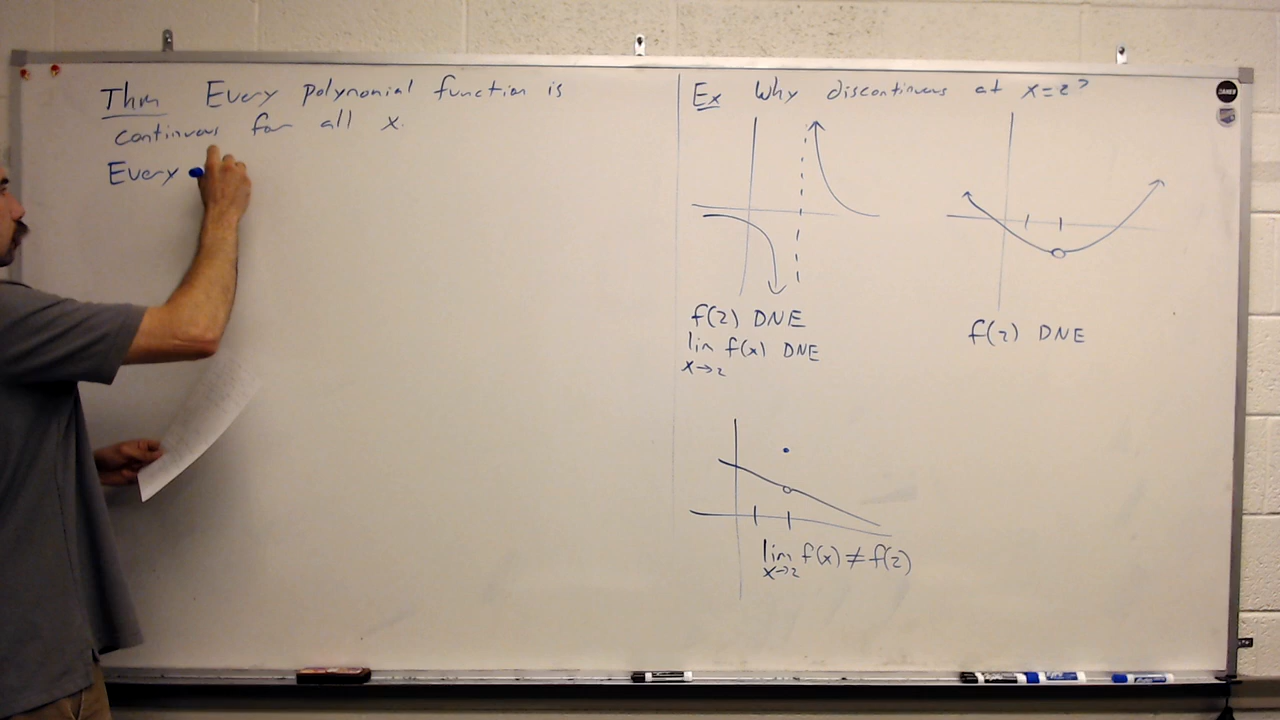 Thm Every polynomial function is
continuous for all x.
Every
Ex Why discontinuous at x=2?
f(2) DNE
lim f(x) DNE
x→2
f(2) DNE
lim f(x) ≠ f(2)
x→2